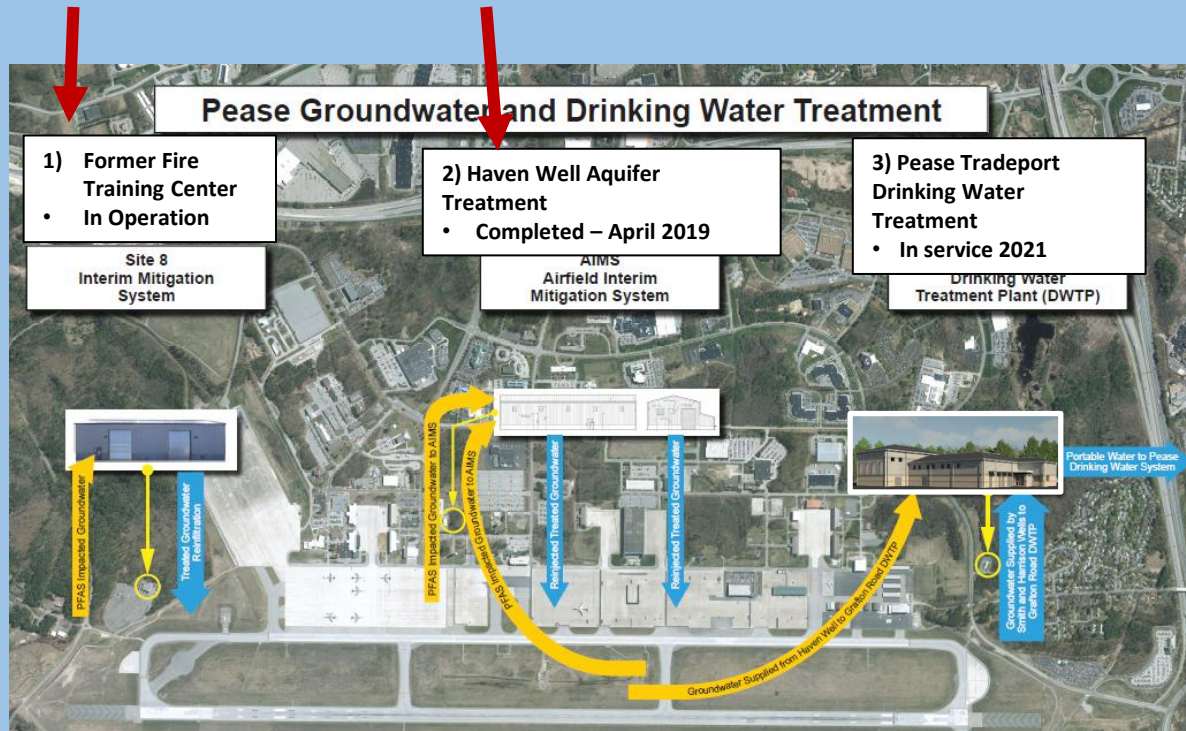 Pease Groundwater and Drinking Water Treatment
1) Former Fire
Training Center
• In Operation
2) Haven Well Aquifer
Treatment
• Completed – April 2019
3) Pease Tradeport
Drinking Water
Treatment
• In service 2021
Site 8
Interim Mitigation
System
AIMS
Airfield Interim
Mitigation System
Drinking Water
Treatment Plant (DWTP)
PFAS Impacted Groundwater
Treated Groundwater
Reinfiltration
PFAS Impacted Groundwater to AIMS
PFAS Impacted Groundwater to AIMS
Reinjected Treated Groundwater
Reinjected Treated Groundwater
Groundwater Supplied from Haven Well to Grafton Road DWTP
Portable Water to Pease
Drinking Water System
Groundwater Supplied by
Smith and Harrison Wells to
Grafton Road DWTP